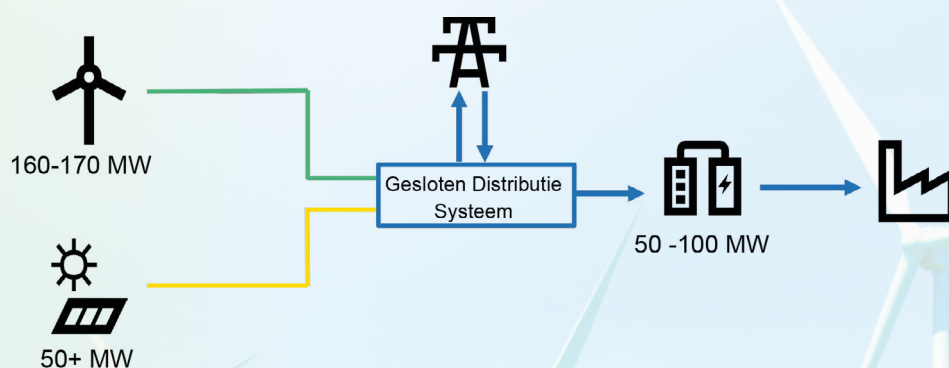 160-170 MW
Gesloten Distributie
Systeem
50 -100 MW
50+ MW